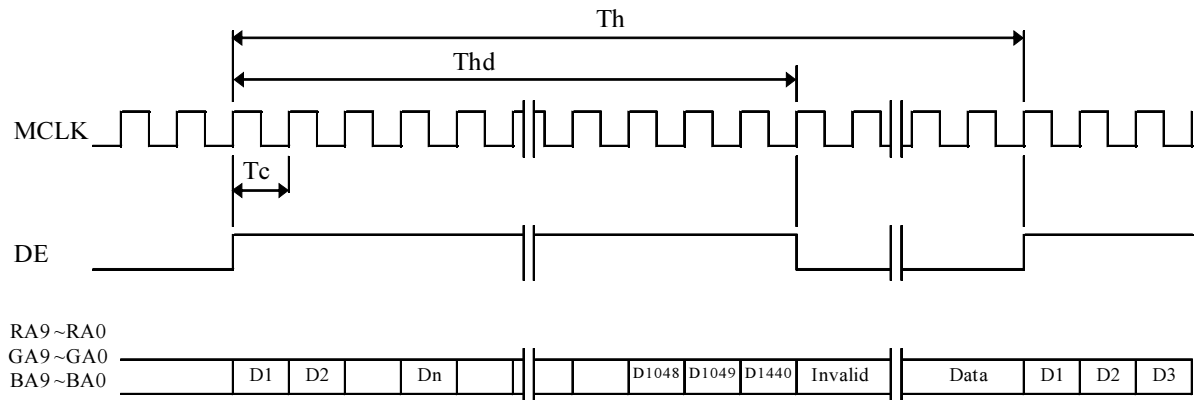 Th
Thd
MCLK
Tc
DE
RA9~RA0
GA9~GA0
BA9~BA0
D1 D2 Dn D1048 D1049 D1440 Invalid Data D1 D2 D3